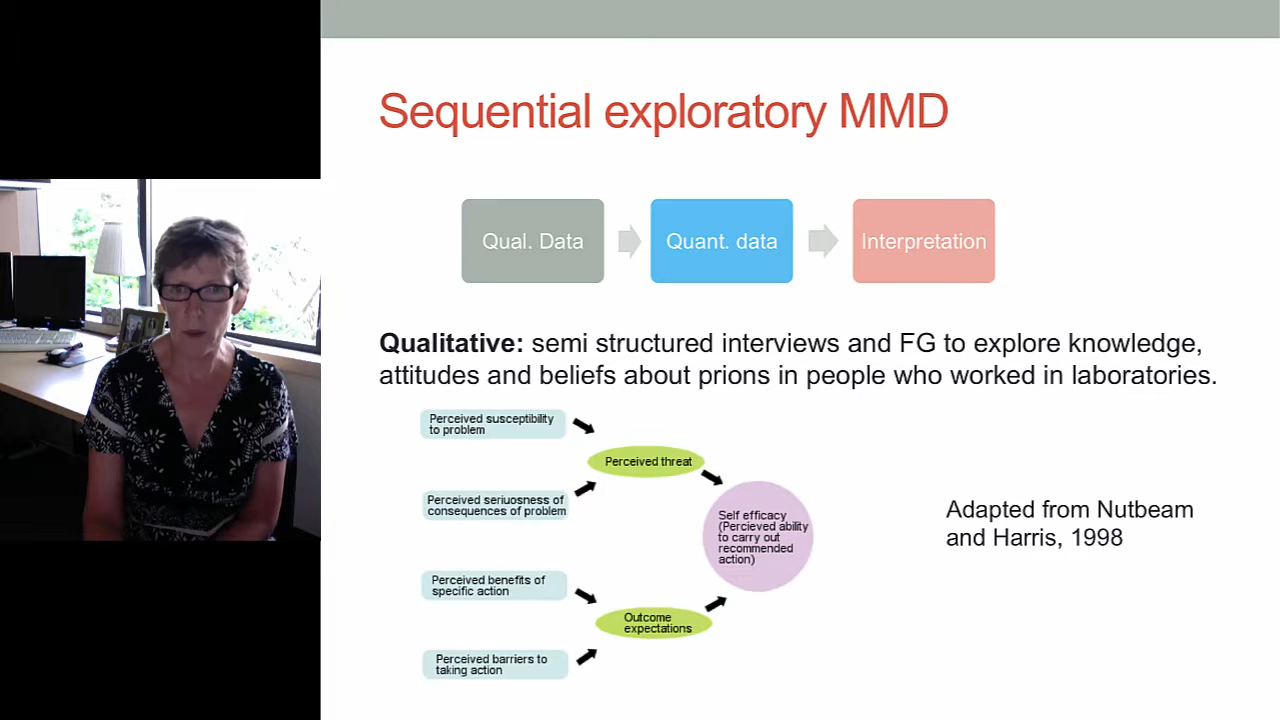 Sequential exploratory MMD
Qual. Data
Quant. data
Interpretation
Qualitative: semi structured interviews and FG to explore knowledge,
attitudes and beliefs about prions in people who worked in laboratories.
Perceived susceptibility
to problem
Perceived threat
Perceived seriuosness of
consequences of problem
Self efficacy
(Percieved ability
to carry out
recommended
action)
Adapted from Nutbeam
and Harris, 1998
Perceived benefits of
specific action
Outcome
expectations
Perceived barriers to
taking action